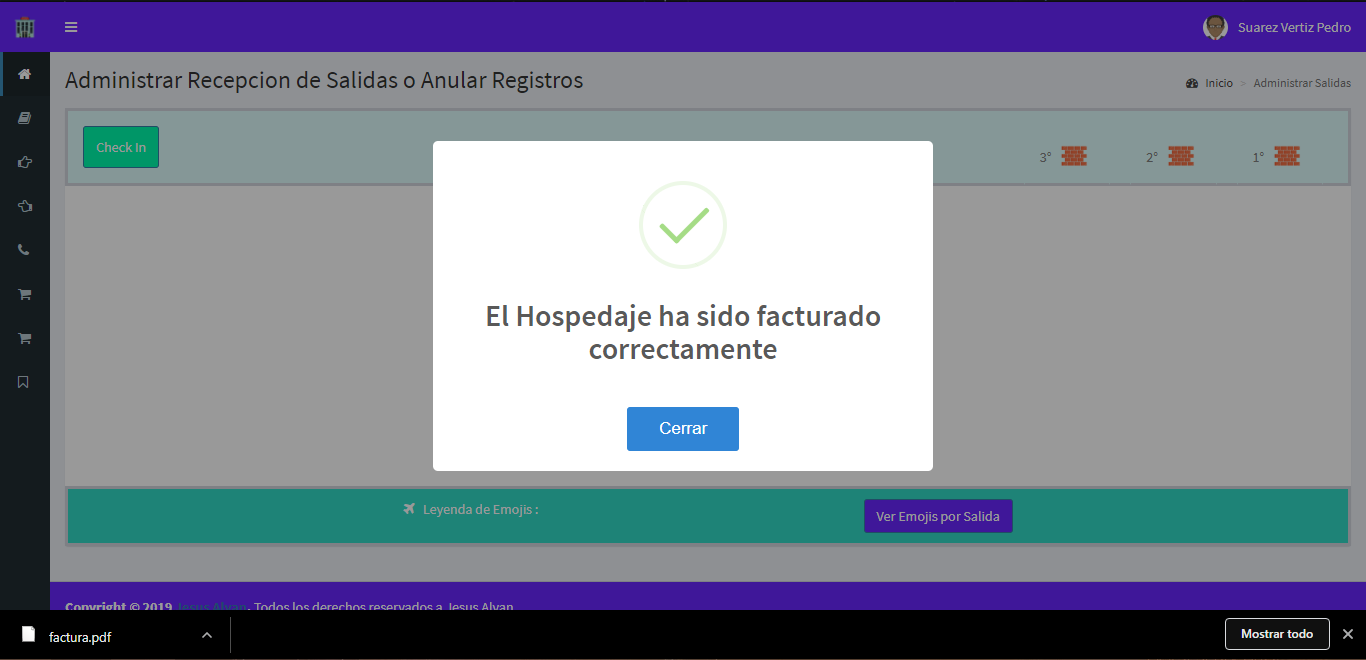 Suarez Vertiz Pedro
Administrar Recepcion de Salidas o Anular Registros
Inicio > Administrar Salidas
Check In
3° 2° 1°
El Hospedaje ha sido facturado
correctamente
Cerrar
Leyenda de Emojis :
Ver Emojis por Salida
Copyright © 2019 Jesus Alvan. Todos los derechos reservados a Jesus Alvan
factura.pdf
Mostrar todo